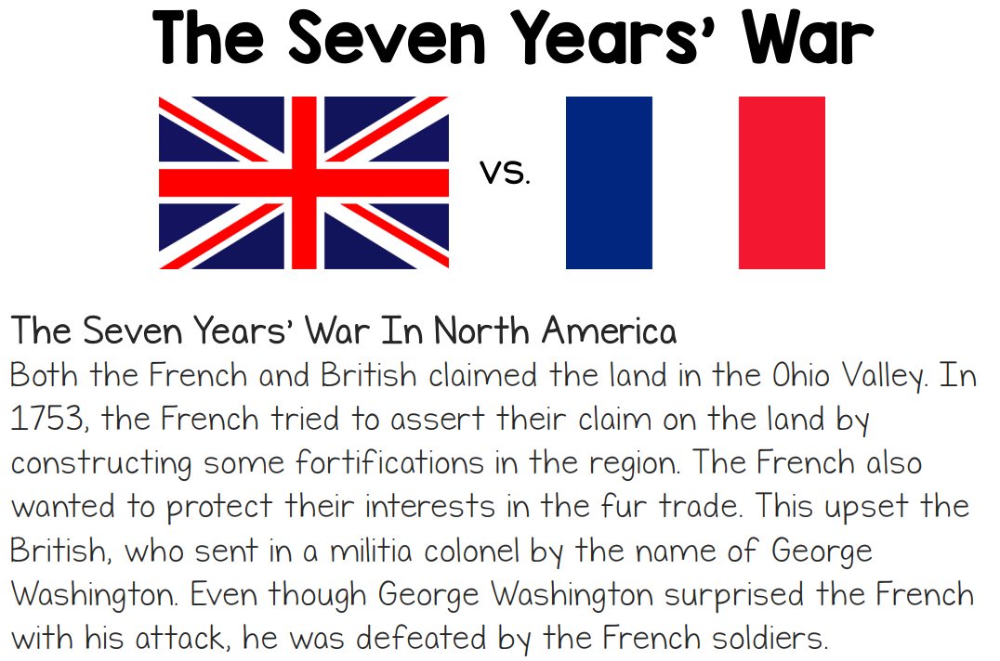 The Seven Years' War
vs.
The Seven Years' War In North America
Both the French and British claimed the land in the Ohio Valley. In
1753, the French tried to assert their claim on the land by
constructing some fortifications in the region. The French also
wanted to protect their interests in the fur trade. This upset the
British, who sent in a militia colonel by the name of George
Washington. Even though George Washington surprised the French
with his attack, he was defeated by the French soldiers.